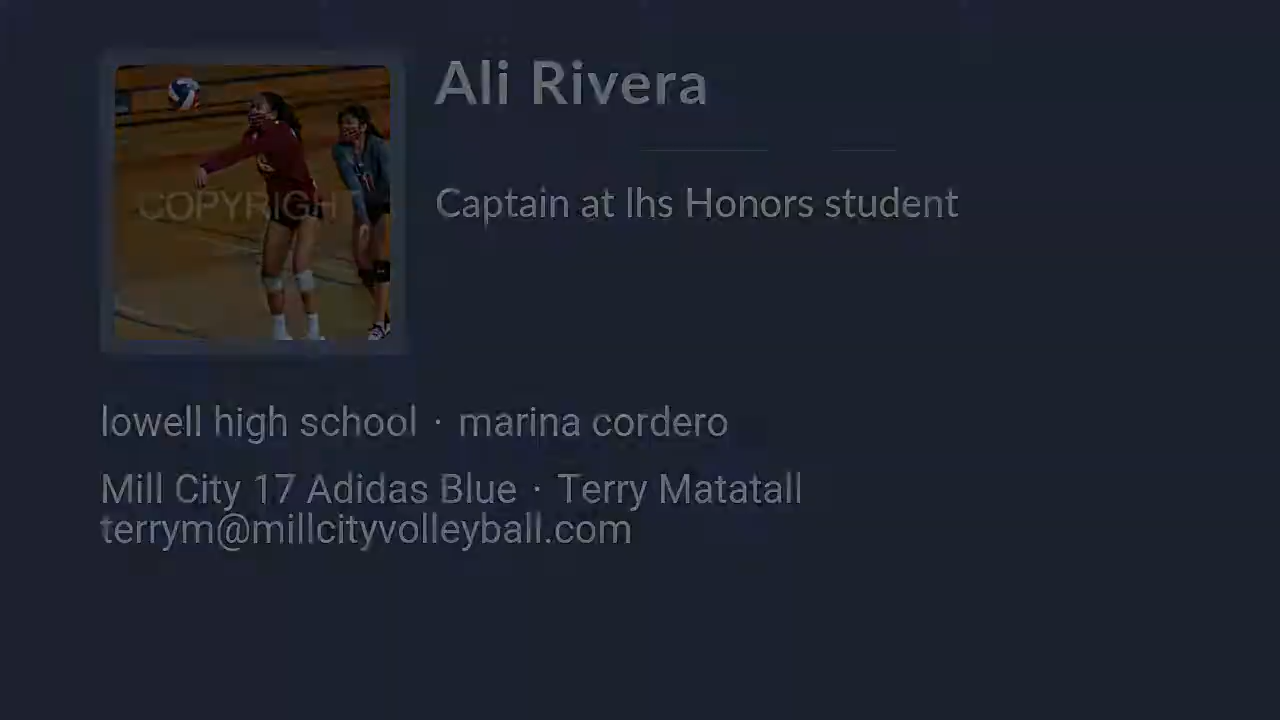 Ali Rivera
Captain at lhs Honors student
COPYRIGHT
lowell high school · marina cordero
Mill City 17 Adidas Blue · Terry Matatall
terrym@millcityvolleyball.com